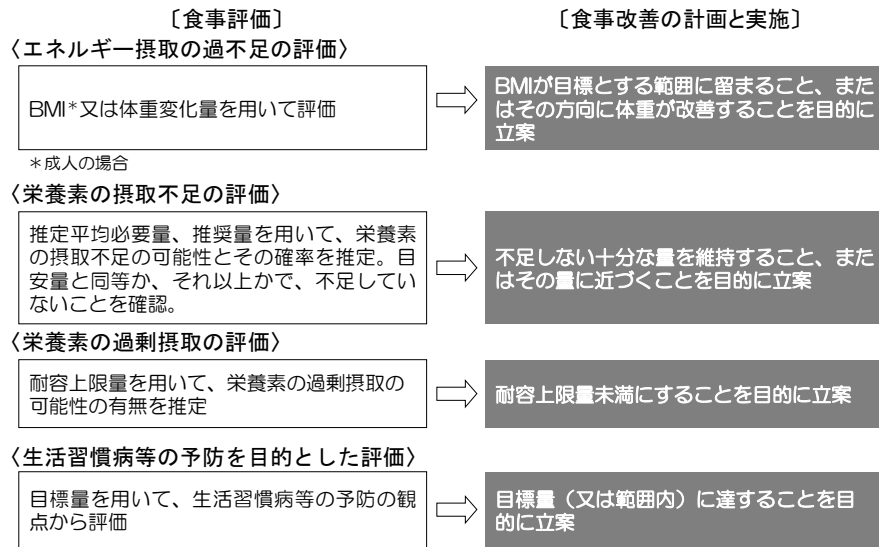 〔食事評価〕
〔食事改善の計画と実施〕
〈エネルギー摂取の過不足の評価〉
BMI*又は体重変化量を用いて評価
BMIが目標とする範囲に留まること、また
はその方向に体重が改善することを目的に
立案
*成人の場合
〈栄養素の摂取不足の評価〉
推定平均必要量、推奨量を用いて、栄養素
の摂取不足の可能性とその確率を推定。目
安量と同等か、それ以上かで、不足してい
ないことを確認。
不足しない十分な量を維持すること、また
はその量に近づくことを目的に立案
〈栄養素の過剰摂取の評価〉
耐容上限量を用いて、栄養素の過剰摂取の
可能性の有無を推定
耐容上限量未満にすることを目的に立案
〈生活習慣病等の予防を目的とした評価〉
目標量を用いて、生活習慣病等の予防の観
点から評価
目標量（又は範囲内）に達することを目
的に立案